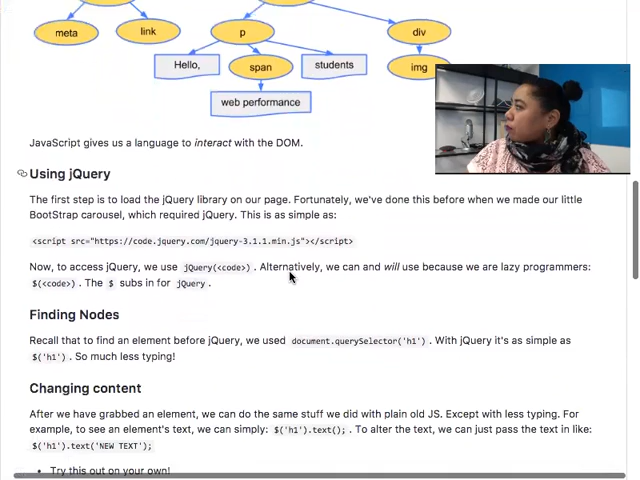 meta
link
p
div
Hello,
span
students
img
web performance
JavaScript gives us a language to interact with the DOM.
Using jQuery
The first step is to load the jQuery library on our page. Fortunately, we've done this before when we made our little
BootStrap carousel, which required jQuery. This is as simple as:
<script src="https://code.jquery.com/jquery-3.1.1.min.js"></script>
Now, to access jQuery, we use jQuery(<code>). Alternatively, we can and will use because we are lazy programmers:
$(<code>). The $ subs in for jQuery.
Finding Nodes
Recall that to find an element before jQuery, we used document.querySelector('h1'). With jQuery it's as simple as
$('h1'). So much less typing!
Changing content
After we have grabbed an element, we can do the same stuff we did with plain old JS. Except with less typing. For
example, to see an element's text, we can simply: $('h1').text();. To alter the text, we can just pass the text in like:
$('h1').text('NEW TEXT');
• Try this out on your own!